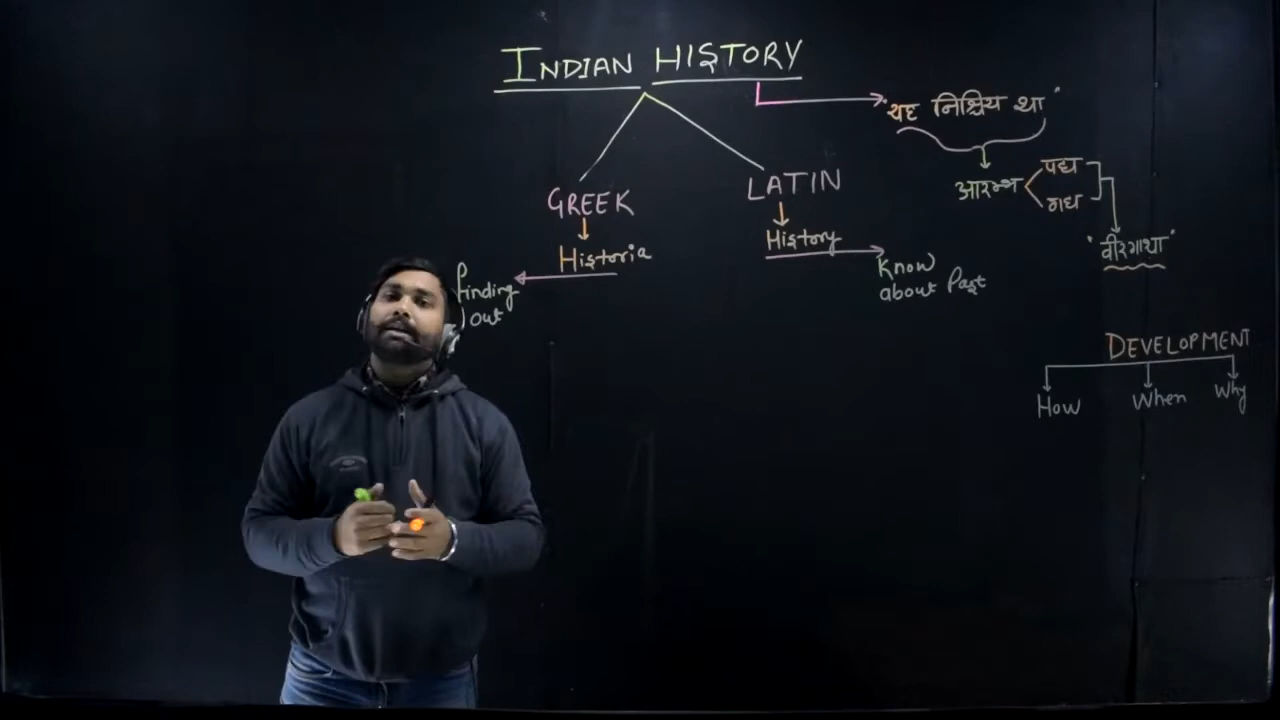 INDIAN HISTORY
"यह निश्चिय था"
GREEK
LATIN
आरम्भ
पद्य
गद्य
Historia
History
"वीरगाथा"
finding
out
Know
about Past
DEVELOPMENT
How
When
Why